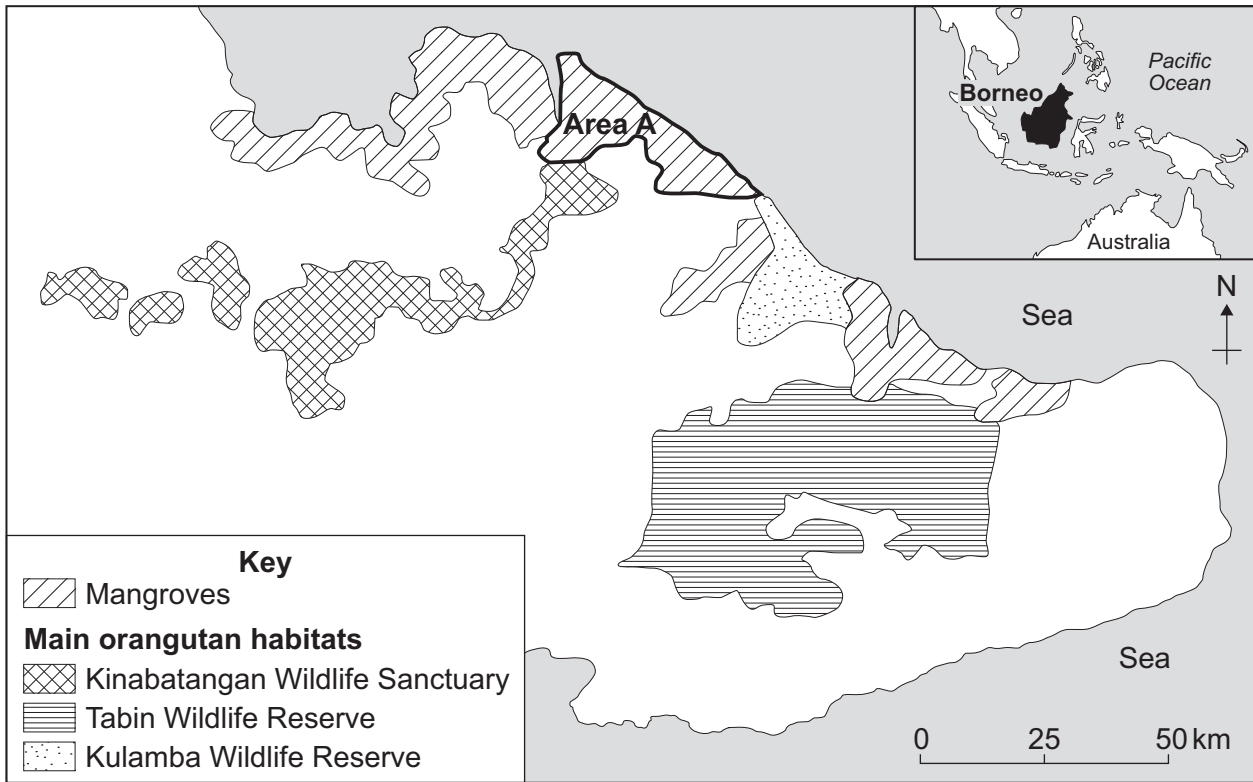 Pacific
Ocean
Borneo
Australia
Area A
N
Sea
Sea
Key
Mangroves
Main orangutan habitats
Kinabatangan Wildlife Sanctuary
Tabin Wildlife Reserve
Kulamba Wildlife Reserve
0 25 50 km